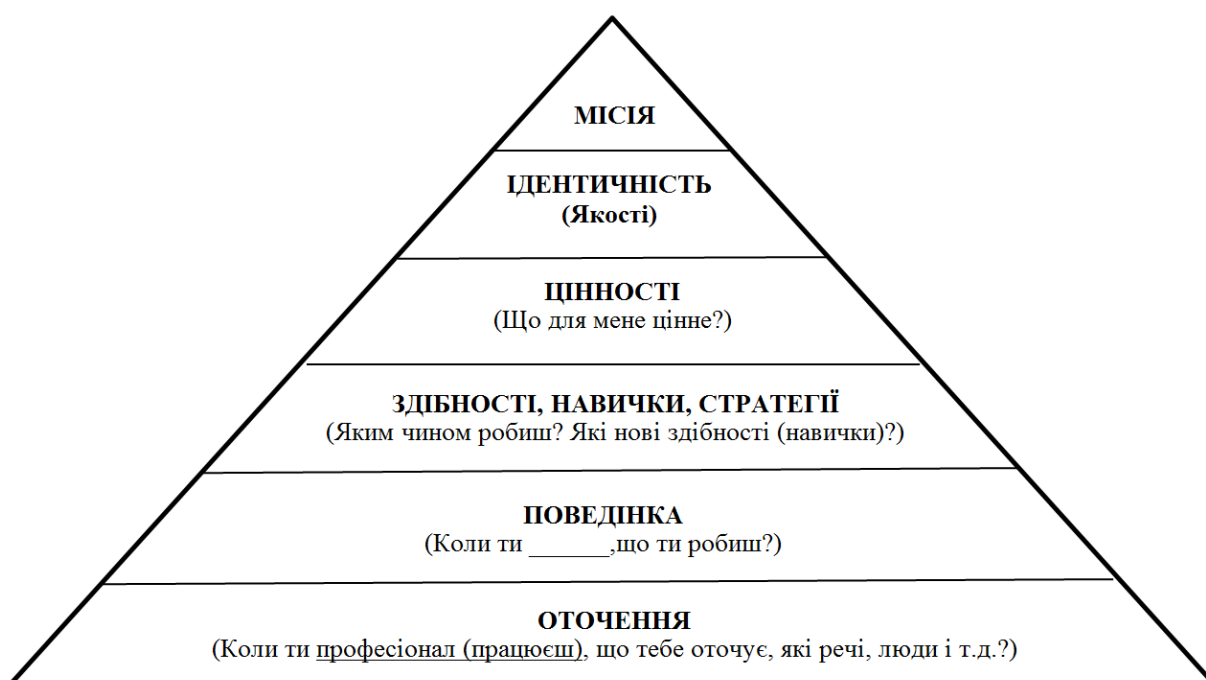 МІСІЯ
ІДЕНТИЧНІСТЬ
(Якості)
ЦІННОСТІ
(Що для мене цінне?)
ЗДІБНОСТІ, НАВИЧКИ, СТРАТЕГІЇ
(Яким чином робиш? Які нові здібності (навички)?)
ПОВЕДІНКА
(Коли ти ______,що ти робиш?)
ОТОЧЕННЯ
(Коли ти професіонал (працюєш), що тебе оточує, які речі, люди і т.д.?)